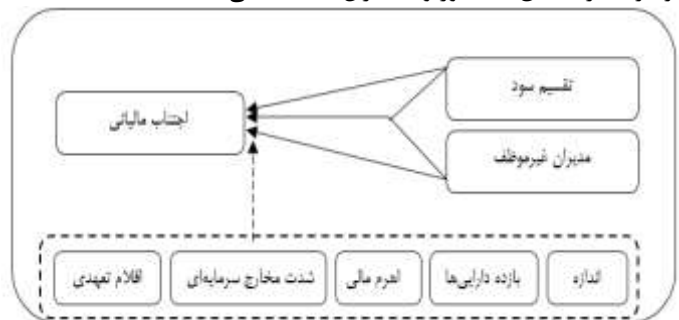 تقسیم سود
اجتناب مالیاتی
مدیران غیرموظف
اندازه
بازده دارایی‌ها
اهرم مالی
شدت مخارج سرمایه‌ای
اقلام تعهدی